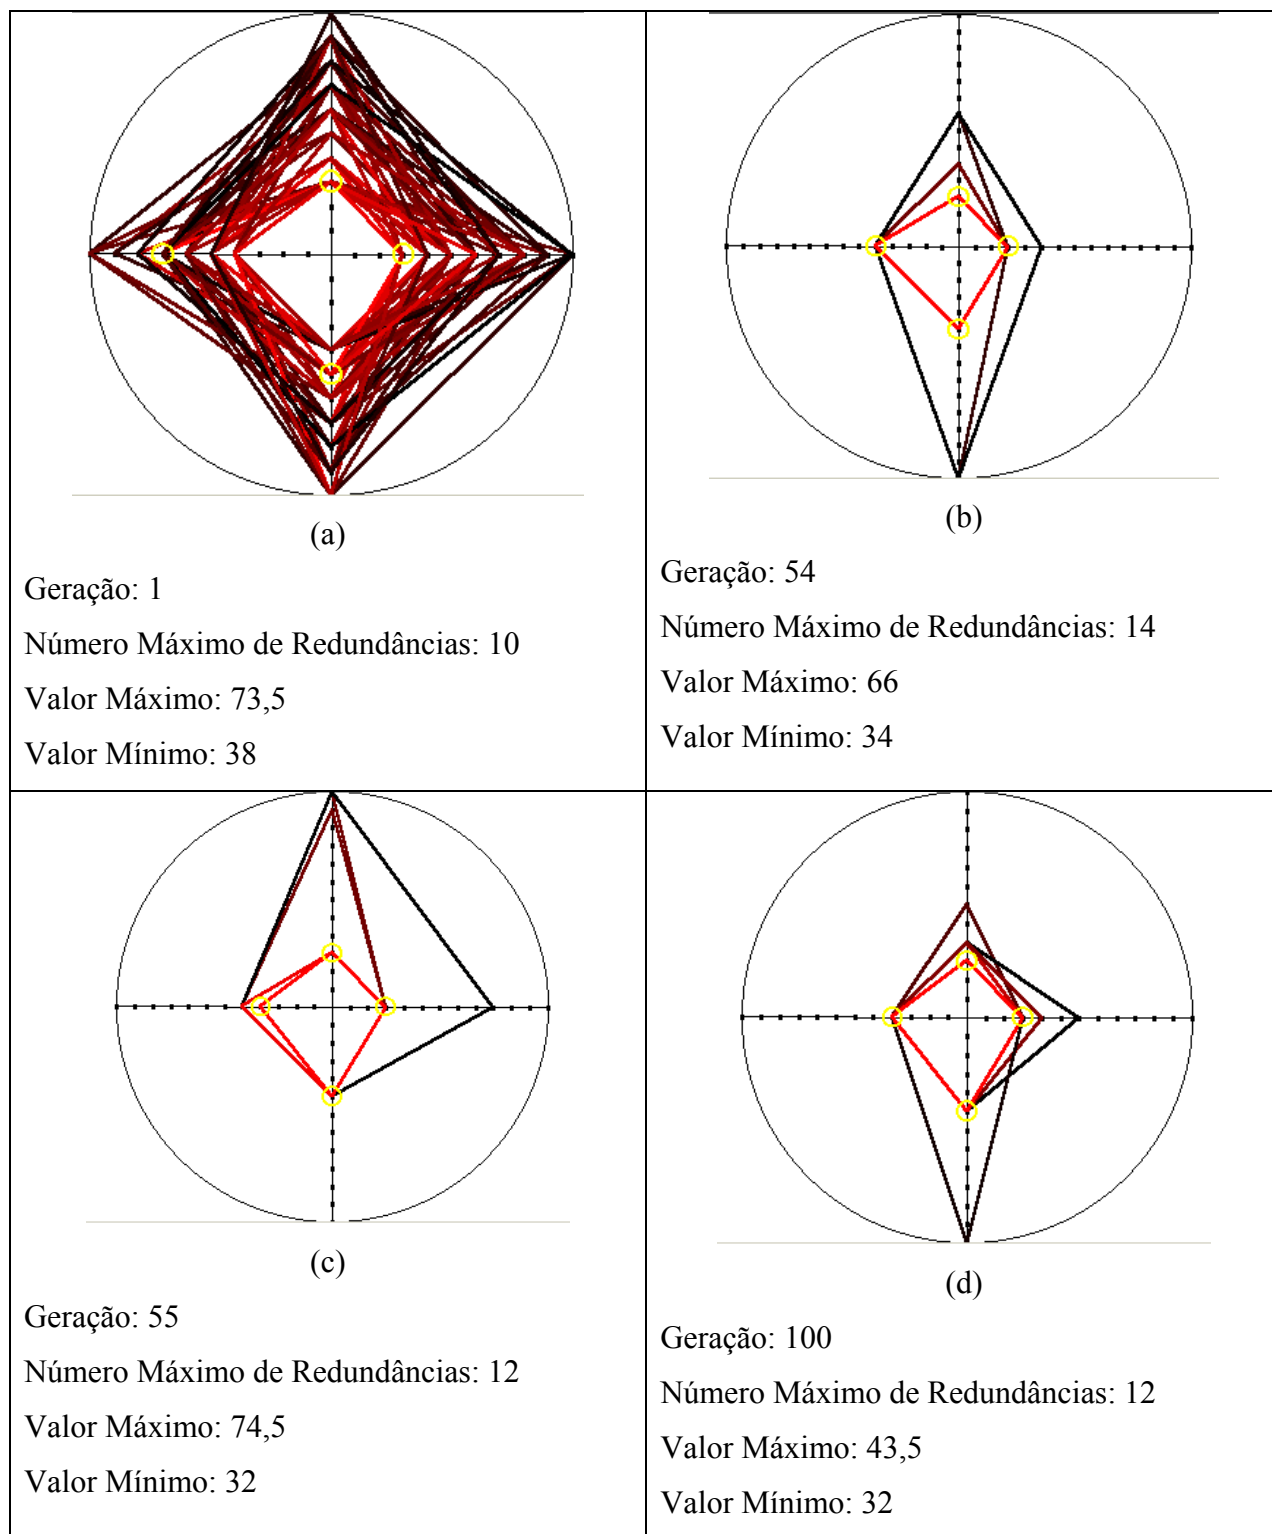 (a)
Geração: 1
Número Máximo de Redundâncias: 10
Valor Máximo: 73,5
Valor Mínimo: 38
(b)
Geração: 54
Número Máximo de Redundâncias: 14
Valor Máximo: 66
Valor Mínimo: 34
(c)
Geração: 55
Número Máximo de Redundâncias: 12
Valor Máximo: 74,5
Valor Mínimo: 32
(d)
Geração: 100
Número Máximo de Redundâncias: 12
Valor Máximo: 43,5
Valor Mínimo: 32